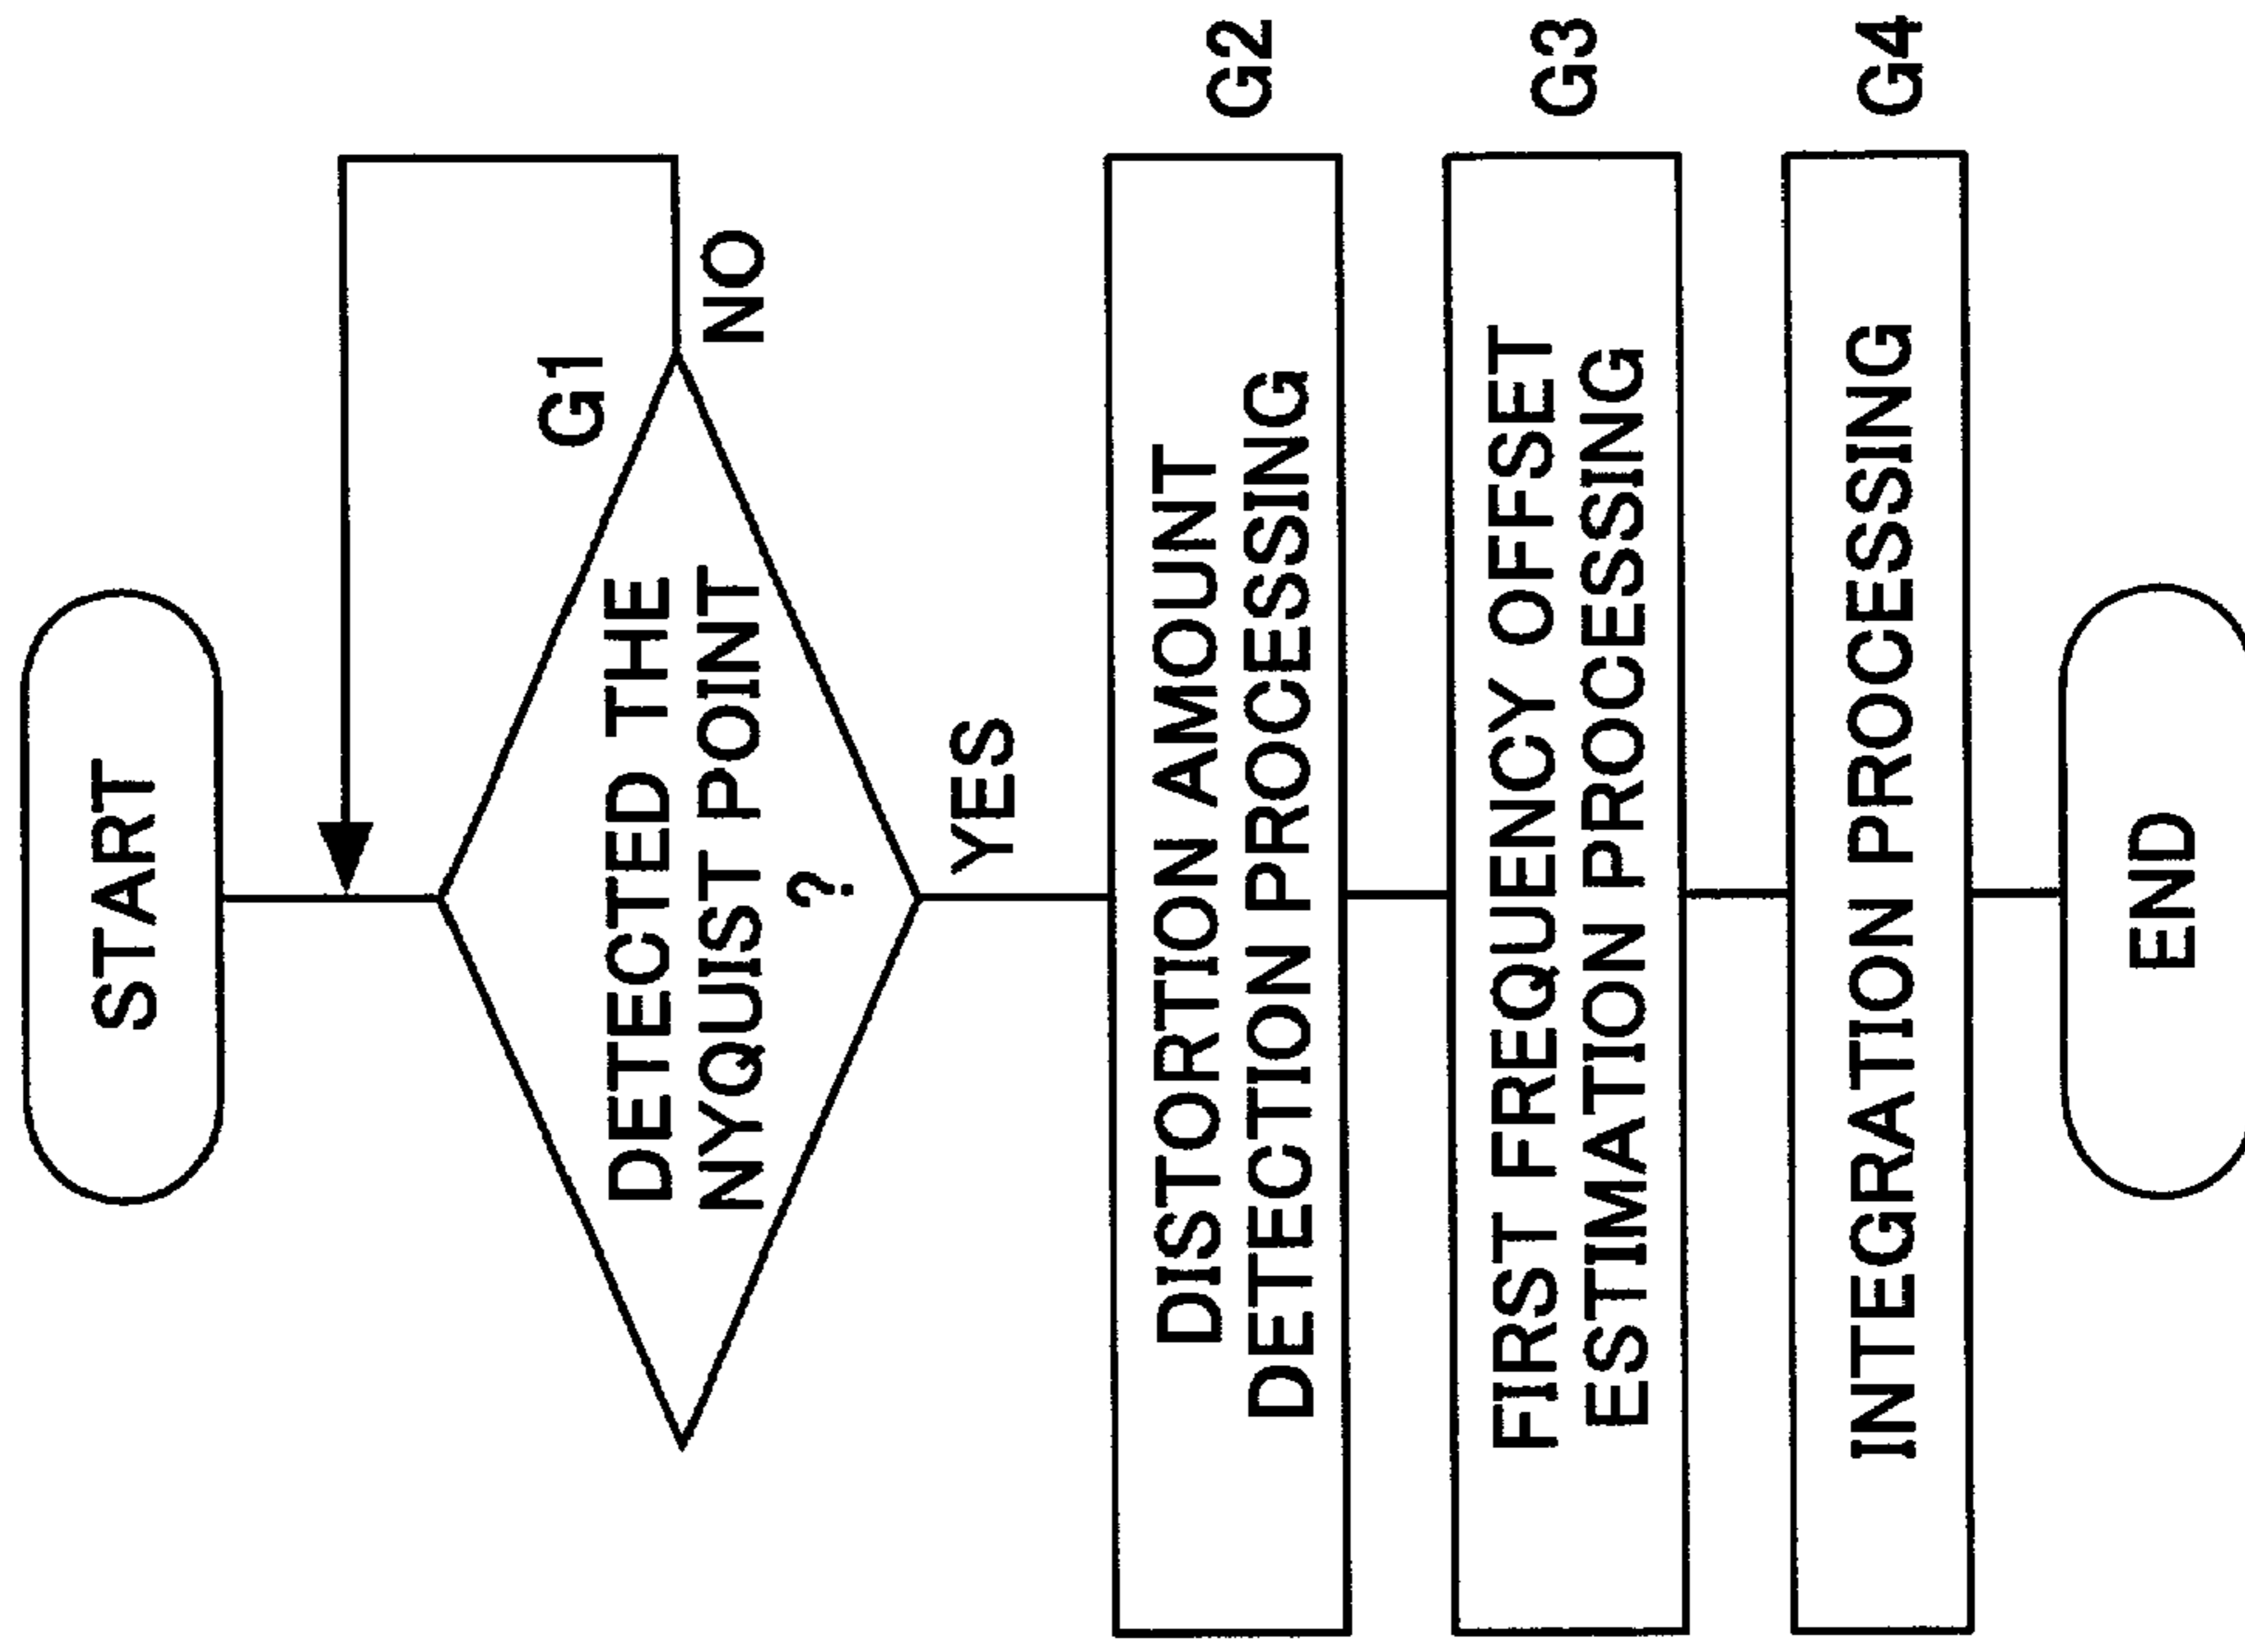 START
G1
DETECTED THE
NYQUIST POINT
?
NO
YES
DISTORTION AMOUNT
DETECTION PROCESSING
G2
FIRST FREQUENCY OFFSET
ESTIMATION PROCESSING
G3
INTEGRATION PROCESSING
G4
END